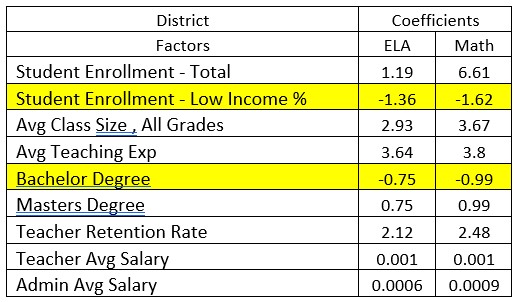 District Coefficients
Factors ELA Math
Student Enrollment - Total 1.19 6.61
Student Enrollment - Low Income % -1.36 -1.62
Avg Class Size , All Grades 2.93 3.67
Avg Teaching Exp 3.64 3.8
Bachelor Degree -0.75 -0.99
Masters Degree 0.75 0.99
Teacher Retention Rate 2.12 2.48
Teacher Avg Salary 0.001 0.001
Admin Avg Salary 0.0006 0.0009